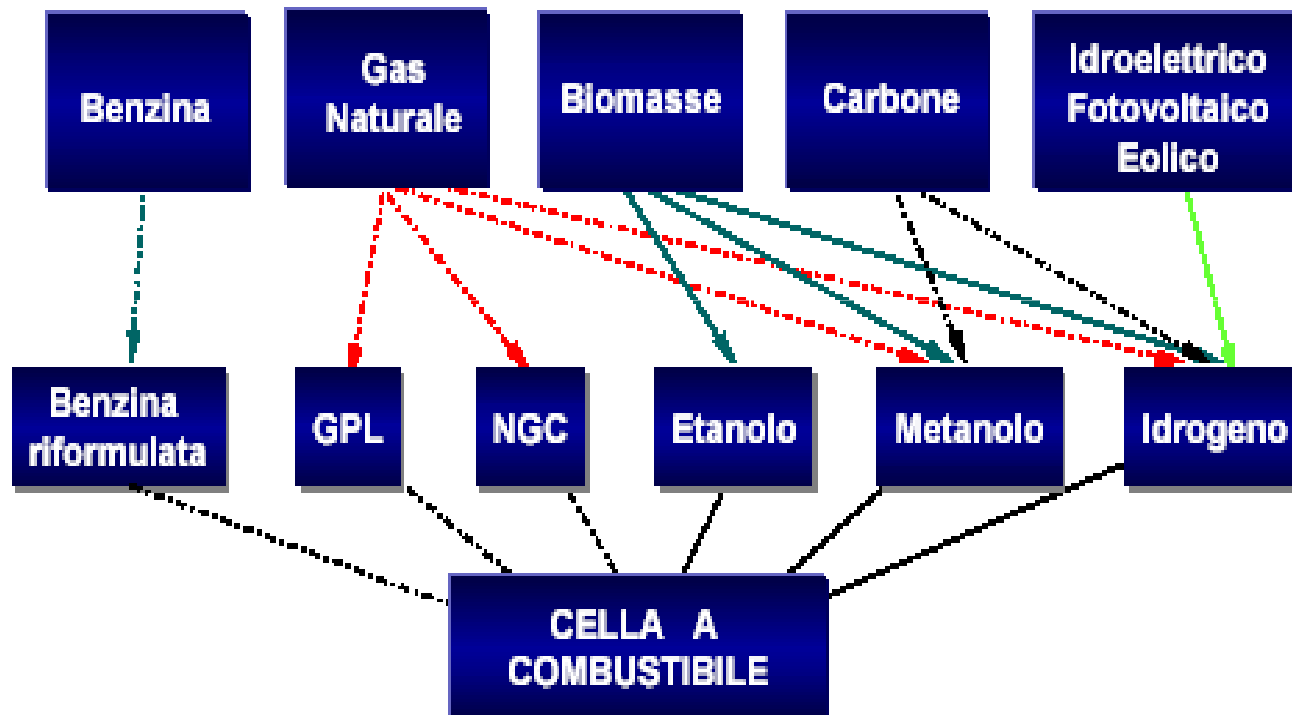 Benzina
Gas
Naturale
Biomasse
Carbone
Idroelettrico
Fotovoltaico
Eolico
Benzina
riformulata
GPL
NGC
Etanolo
Metanolo
Idrogeno
CELLA A
COMBUSTIBILE